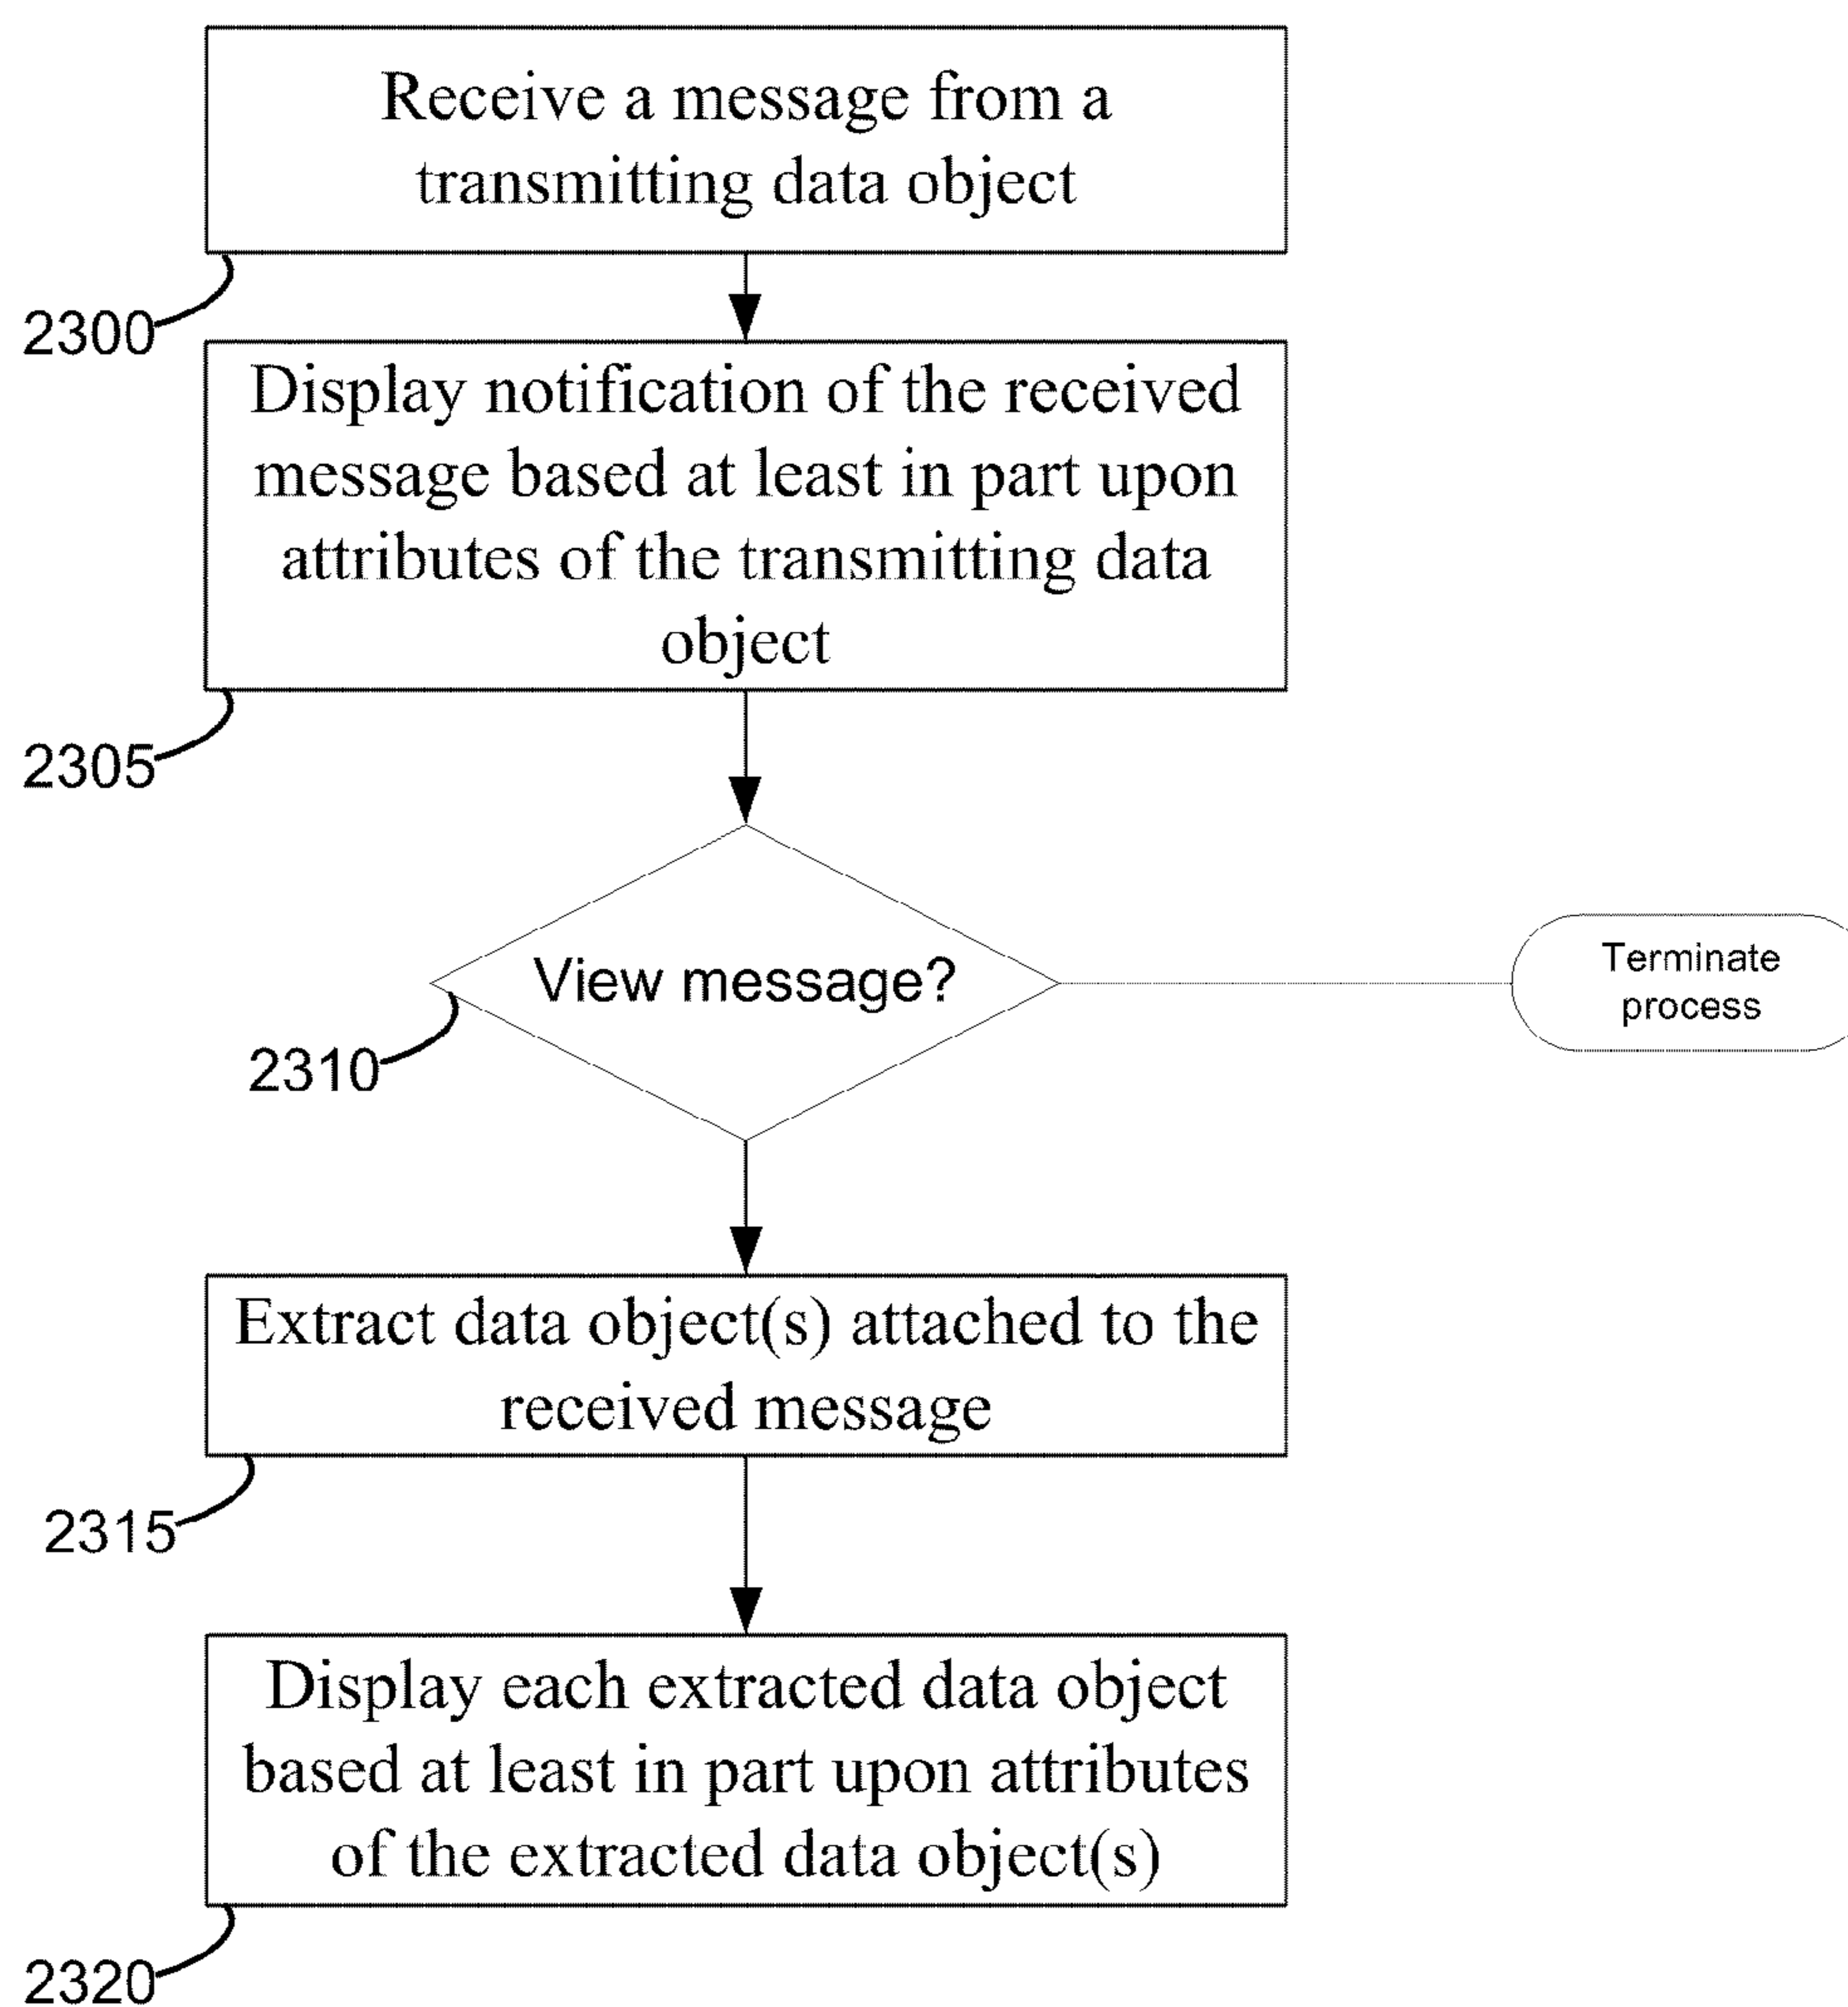 Receive a message from a
transmitting data object
2300
Display notification of the received
message based at least in part upon
attributes of the transmitting data
object
2305
View message?
Terminate
process
2310
Extract data object(s) attached to the
received message
2315
Display each extracted data object
based at least in part upon attributes
of the extracted data object(s)
2320